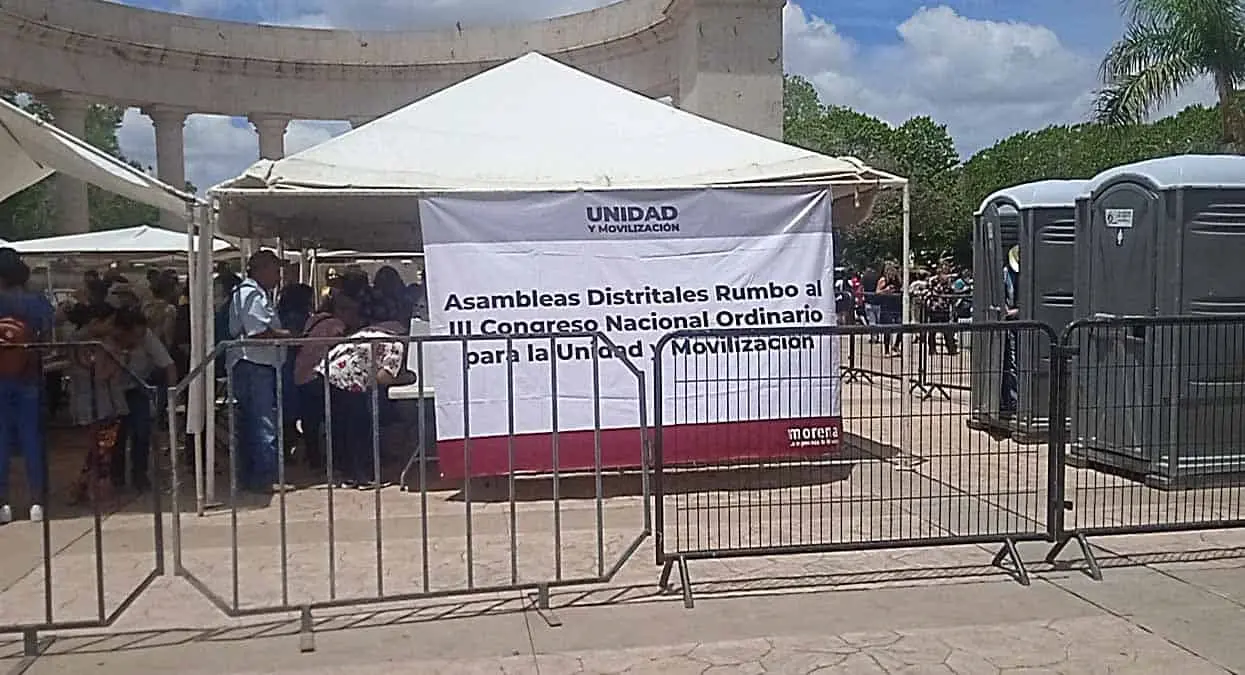 UNIDAD
Y MOVILIZACIÓN
Asambleas Distritales Rumbo al
III Congreso Nacional Ordinario
para la Unidad y Movilización
morena